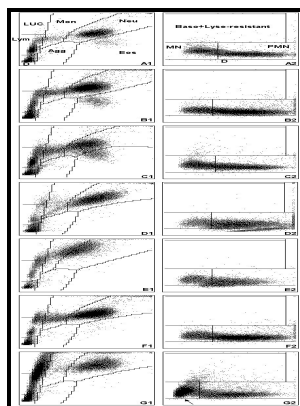 LUC Mon Neu
Lym
Agg Eos
A1
Baso+Lyse-resistant
MN PMN
D
A2
B1
B2
C1
C2
D1
D2
E1
E2
F1
F2
G1
G2